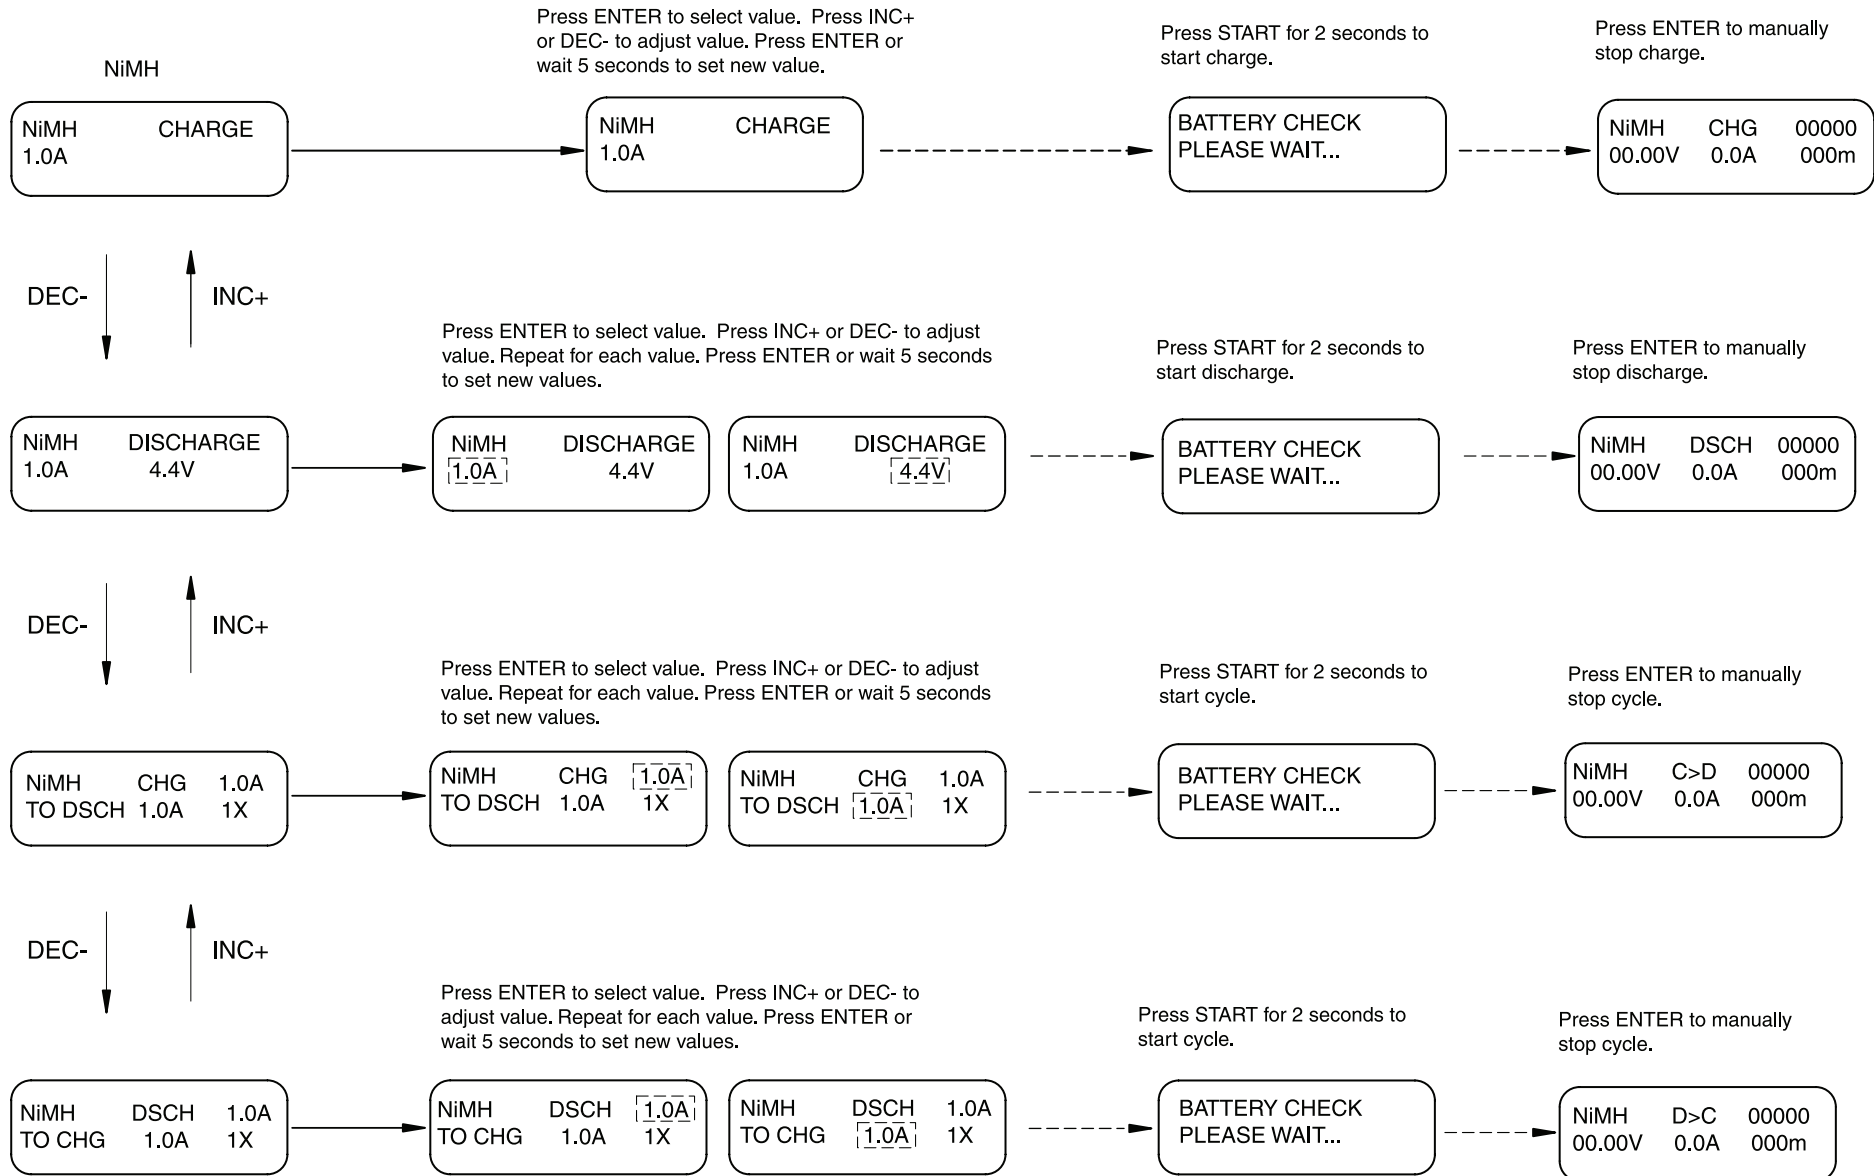 NiMH
Press ENTER to select value. Press INC+
or DEC- to adjust value. Press ENTER or
wait 5 seconds to set new value.
Press START for 2 seconds to
start charge.
Press ENTER to manually
stop charge.
NiMH CHARGE
1.0A
NiMH CHARGE
1.0A
BATTERY CHECK
PLEASE WAIT...
NiMH CHG 00000
00.00V 0.0A 000m
DEC- INC+
Press ENTER to select value. Press INC+ or DEC- to adjust
value. Repeat for each value. Press ENTER or wait 5 seconds
to set new values.
Press START for 2 seconds to
start discharge.
Press ENTER to manually
stop discharge.
NiMH DISCHARGE
1.0A 4.4V
NiMH DISCHARGE
1.0A 4.4V
NiMH DISCHARGE
1.0A 4.4V
BATTERY CHECK
PLEASE WAIT...
NiMH DSCH 00000
00.00V 0.0A 000m
DEC- INC+
Press ENTER to select value. Press INC+ or DEC- to adjust
value. Repeat for each value. Press ENTER or wait 5 seconds
to set new values.
Press START for 2 seconds to
start cycle.
Press ENTER to manually
stop cycle.
NiMH CHG 1.0A
TO DSCH 1.0A 1X
NiMH CHG 1.0A
TO DSCH 1.0A 1X
NiMH CHG 1.0A
TO DSCH 1.0A 1X
BATTERY CHECK
PLEASE WAIT...
NiMH C>D 00000
00.00V 0.0A 000m
DEC- INC+
Press ENTER to select value. Press INC+ or DEC- to
adjust value. Repeat for each value. Press ENTER or
wait 5 seconds to set new values.
Press START for 2 seconds to
start cycle.
Press ENTER to manually
stop cycle.
NiMH DSCH 1.0A
TO CHG 1.0A 1X
NiMH DSCH 1.0A
TO CHG 1.0A 1X
NiMH DSCH 1.0A
TO CHG 1.0A 1X
BATTERY CHECK
PLEASE WAIT...
NiMH D>C 00000
00.00V 0.0A 000m